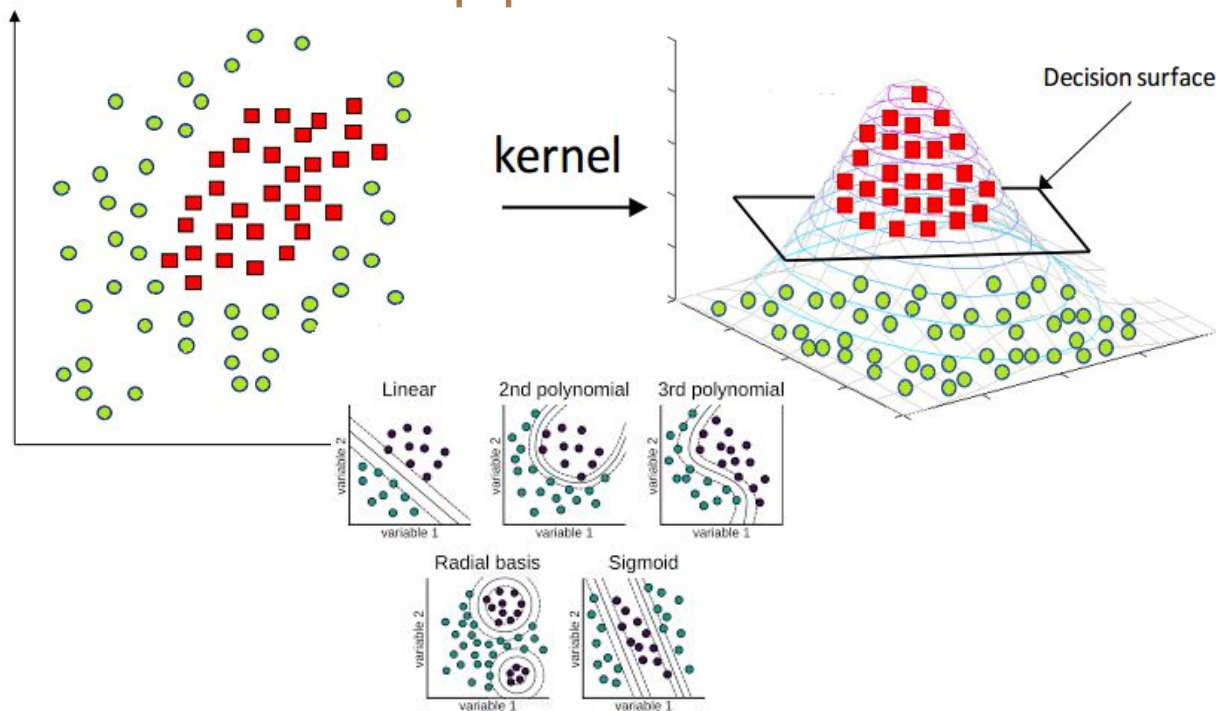 Decision surface
kernel
Linear
2nd polynomial
3rd polynomial
variable 2
variable 2
variable 2
variable 1
variable 1
variable 1
Radial basis
Sigmoid
variable 2
variable 2
variable 1
variable 1